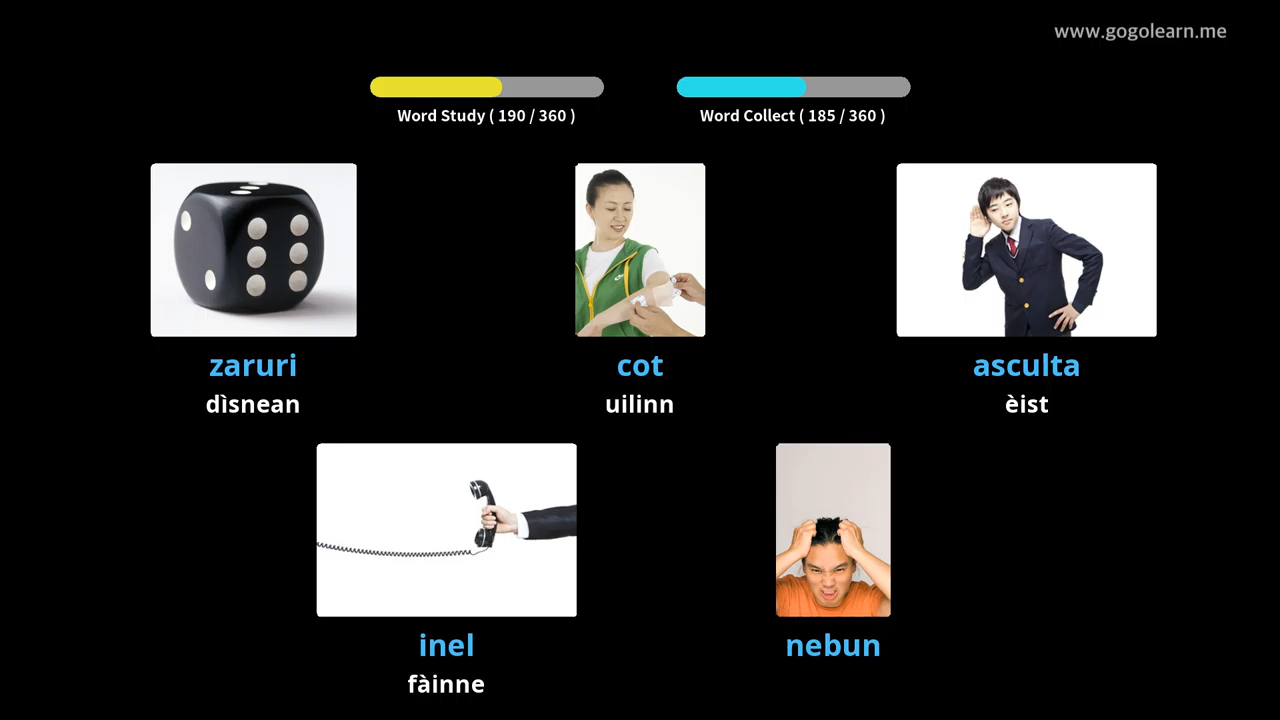 www.gogolearn.me
Word Study ( 190 / 360 )
Word Collect ( 185 / 360 )
zaruri
dìsnean
cot
uilinn
asculta
èist
inel
fàinne
nebun